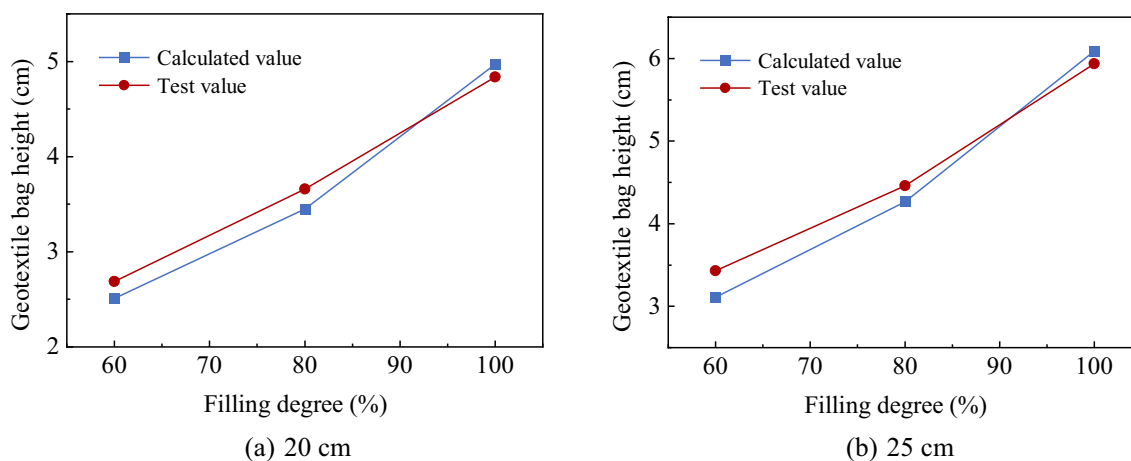 Geotextile bag height (cm)
5
4
3
2
Calculated value
Test value
60 70 80 90 100
Filling degree (%)
(a) 20 cm
Geotextile bag height (cm)
6
5
4
3
Calculated value
Test value
60 70 80 90 100
Filling degree (%)
(b) 25 cm